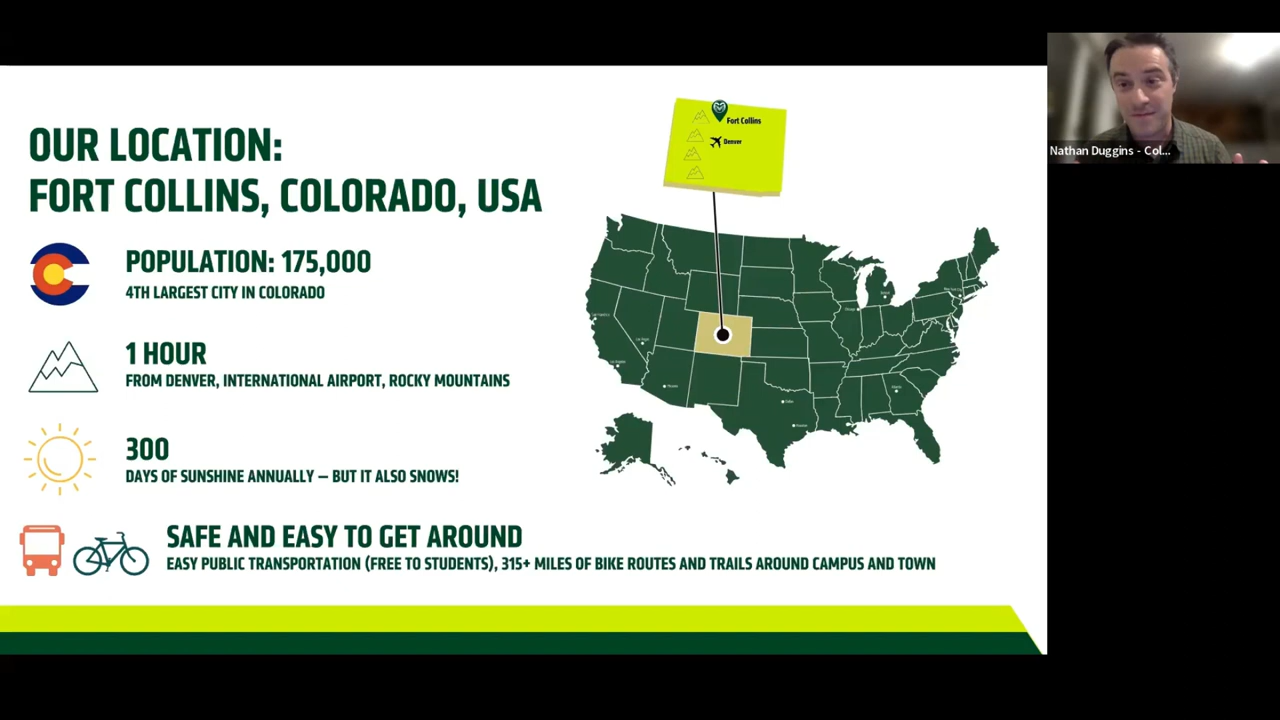 OUR LOCATION:
FORT COLLINS, COLORADO, USA
POPULATION: 175,000
4TH LARGEST CITY IN COLORADO
1 HOUR
FROM DENVER, INTERNATIONAL AIRPORT, ROCKY MOUNTAINS
300
DAYS OF SUNSHINE ANNUALLY – BUT IT ALSO SNOWS!
SAFE AND EASY TO GET AROUND
EASY PUBLIC TRANSPORTATION (FREE TO STUDENTS), 315+ MILES OF BIKE ROUTES AND TRAILS AROUND CAMPUS AND TOWN
Fort Collins
Denver
Chicago
Dallas
Nathan Duggins - Col...